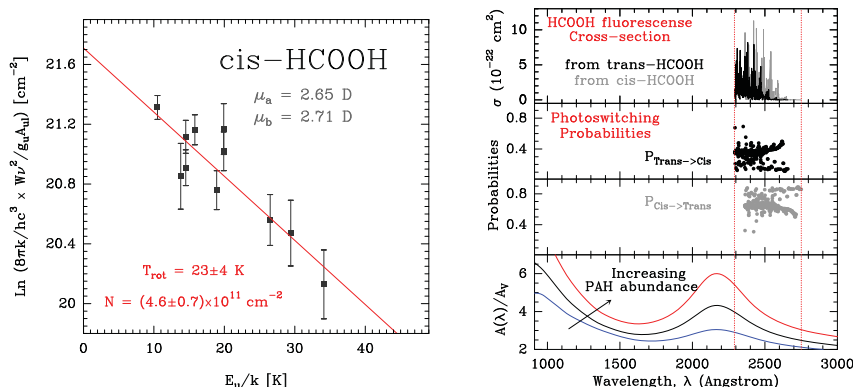 cis-HCOOH
μa = 2.65 D
μb = 2.71 D
Ln (8πk/hc³ × Wν²/guAul) [cm⁻²]
21.6
21.2
20.8
20.4
20
Trot = 23±4 K
N = (4.6±0.7)×10¹¹ cm⁻²
0 10 20 30 40
Eu/k [K]
HCOOH fluorescense
Cross-section
from trans-HCOOH
from cis-HCOOH
σ (10⁻²² cm²)
10
5
0
Photoswitching
Probabilities
PTrans->Cis
0.8
0.4
Probabilities
PCis->Trans
0.8
0.4
Increasing
PAH abundance
A(λ)/AV
6
4
2
1000 1500 2000 2500 3000
Wavelength, λ (Angstrom)